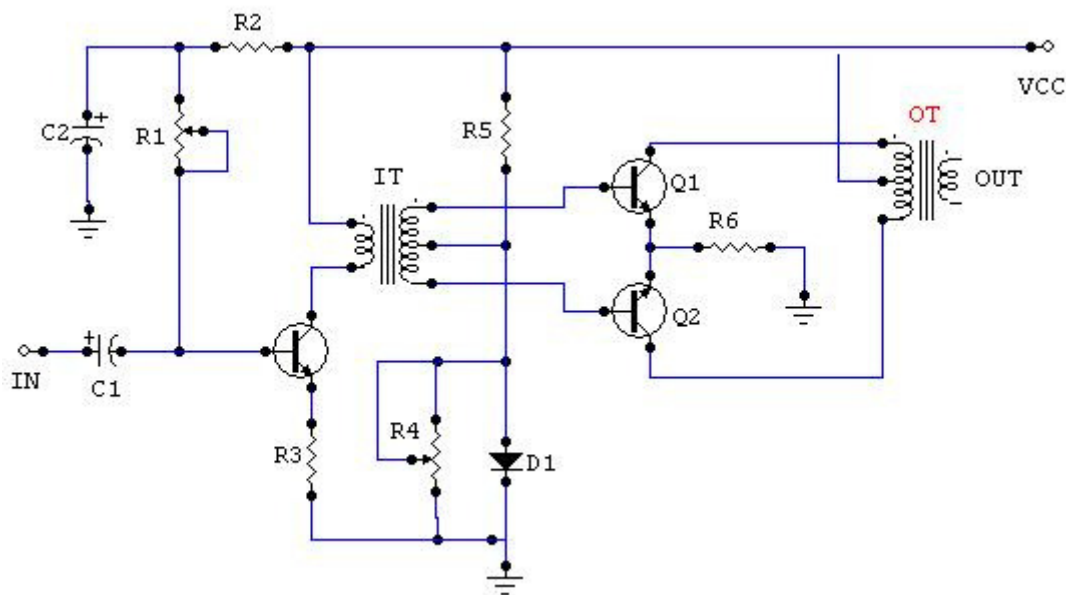 R2
VCC
C2
+
R1
R5
OT
IT
Q1
OUT
R6
Q2
IN
+
C1
R3
R4
D1